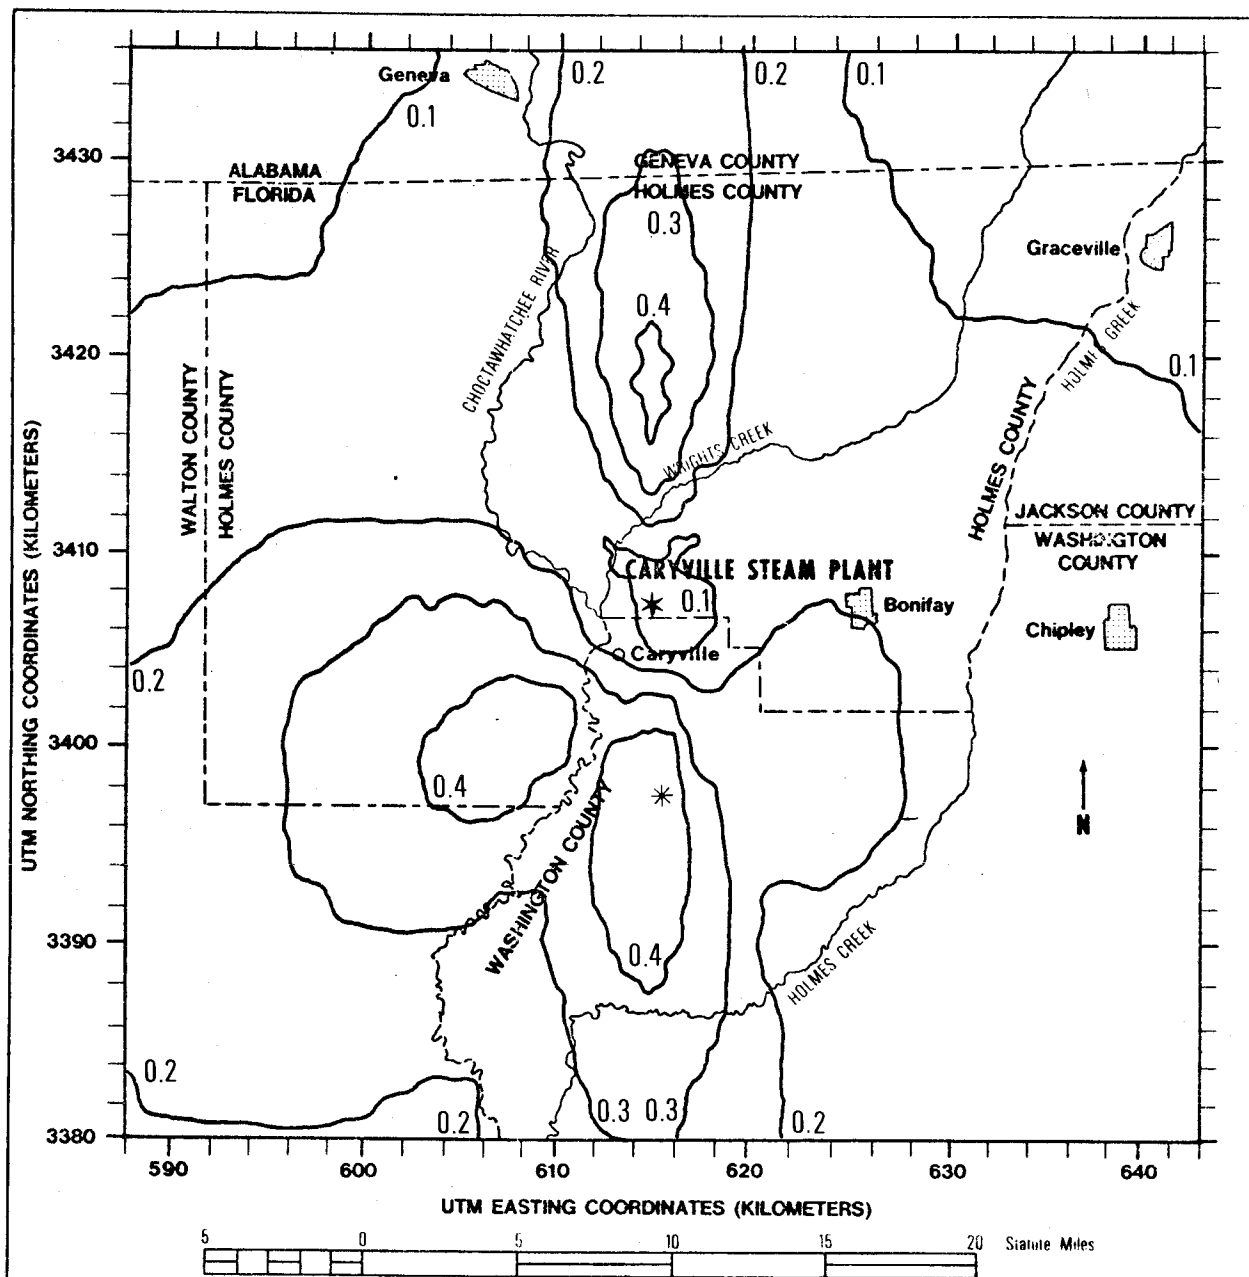 Geneva
0.2
0.2
0.1
0.1
3430
ALABAMA
FLORIDA
GENEVA COUNTY
HOLMES COUNTY
0.3
Graceville
CHOCTAWHATCHEE RIVER
0.4
HOLMES CREEK
3420
0.1
WALTON COUNTY
HOLMES COUNTY
WRIGHTS CREEK
HOLMES COUNTY
JACKSON COUNTY
WASHINGTON
COUNTY
3410
CARYVILLE STEAM PLANT
0.1
Bonifay
Chipley
Caryville
0.2
3400
0.4
N
WASHINGTON COUNTY
3390
0.4
HOLMES CREEK
0.2
0.2
0.3
0.3
0.2
3380
590
600
610
620
630
640
UTM NORTHING COORDINATES (KILOMETERS)
UTM EASTING COORDINATES (KILOMETERS)
5
0
5
10
15
20
Statute Miles